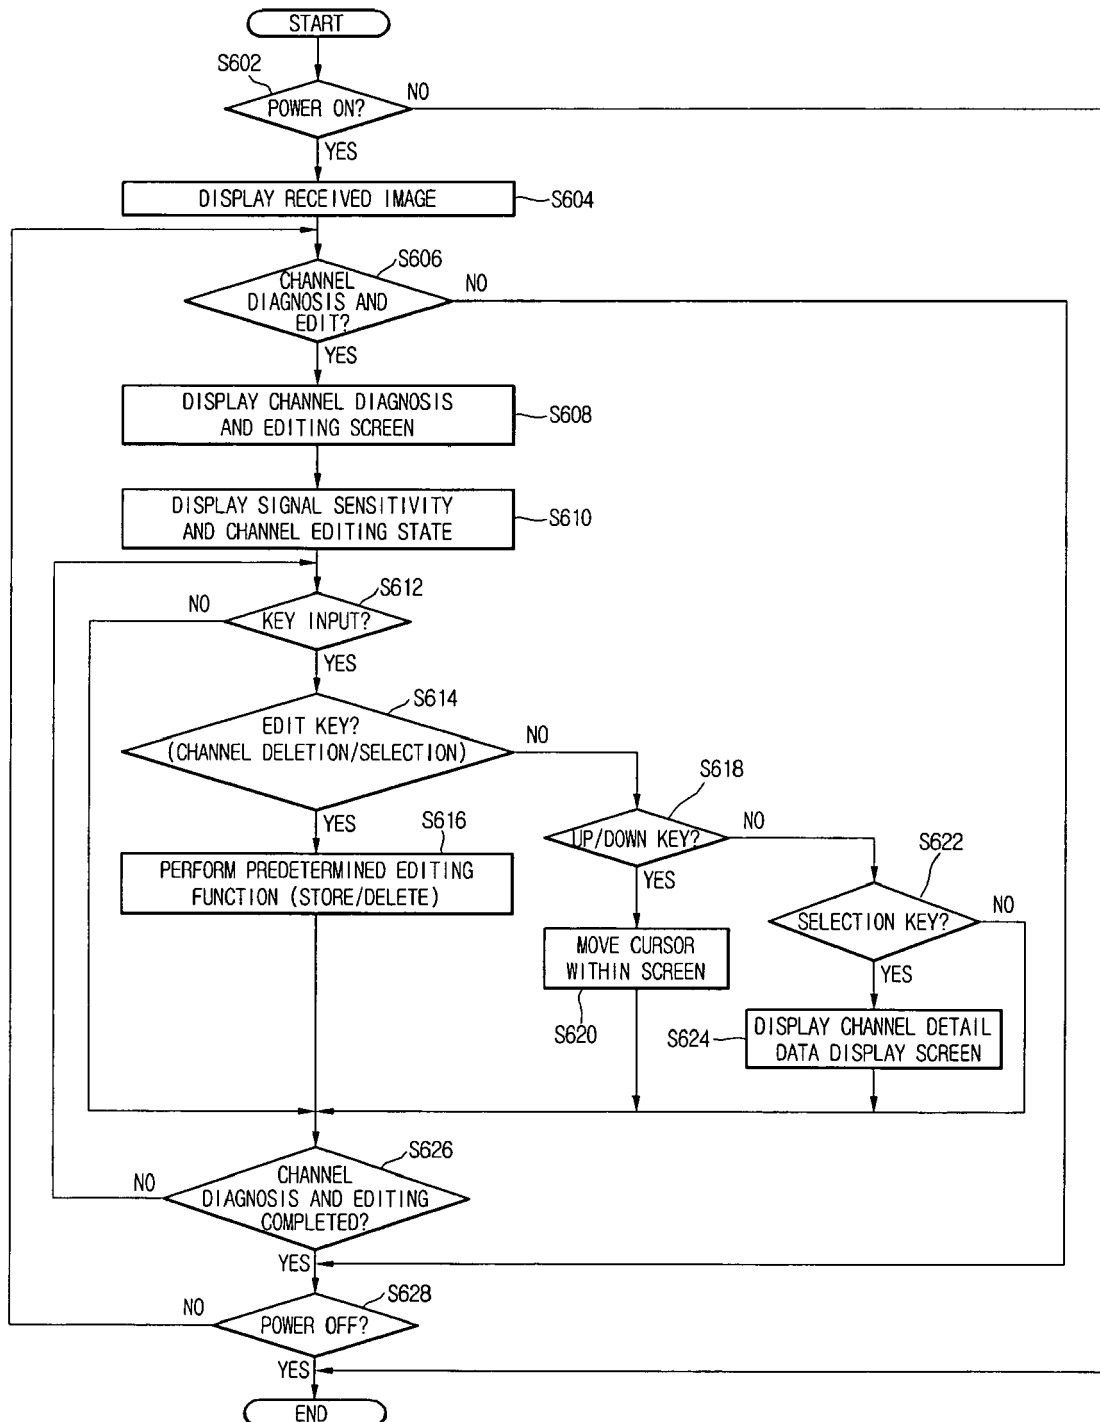 START
S602
POWER ON?
NO
YES
DISPLAY RECEIVED IMAGE
S604
S606
CHANNEL
DIAGNOSIS AND
EDIT?
NO
YES
DISPLAY CHANNEL DIAGNOSIS
AND EDITING SCREEN
S608
DISPLAY SIGNAL SENSITIVITY
AND CHANNEL EDITING STATE
S610
S612
NO
KEY INPUT?
YES
S614
EDIT KEY?
(CHANNEL DELETION/SELECTION)
NO
YES
S616
PERFORM PREDETERMINED EDITING
FUNCTION (STORE/DELETE)
S618
UP/DOWN KEY?
NO
YES
MOVE CURSOR
WITHIN SCREEN
S620
S622
SELECTION KEY?
NO
YES
S624
DISPLAY CHANNEL DETAIL
DATA DISPLAY SCREEN
S626
NO
CHANNEL
DIAGNOSIS AND EDITING
COMPLETED?
YES
S628
NO
POWER OFF?
YES
END